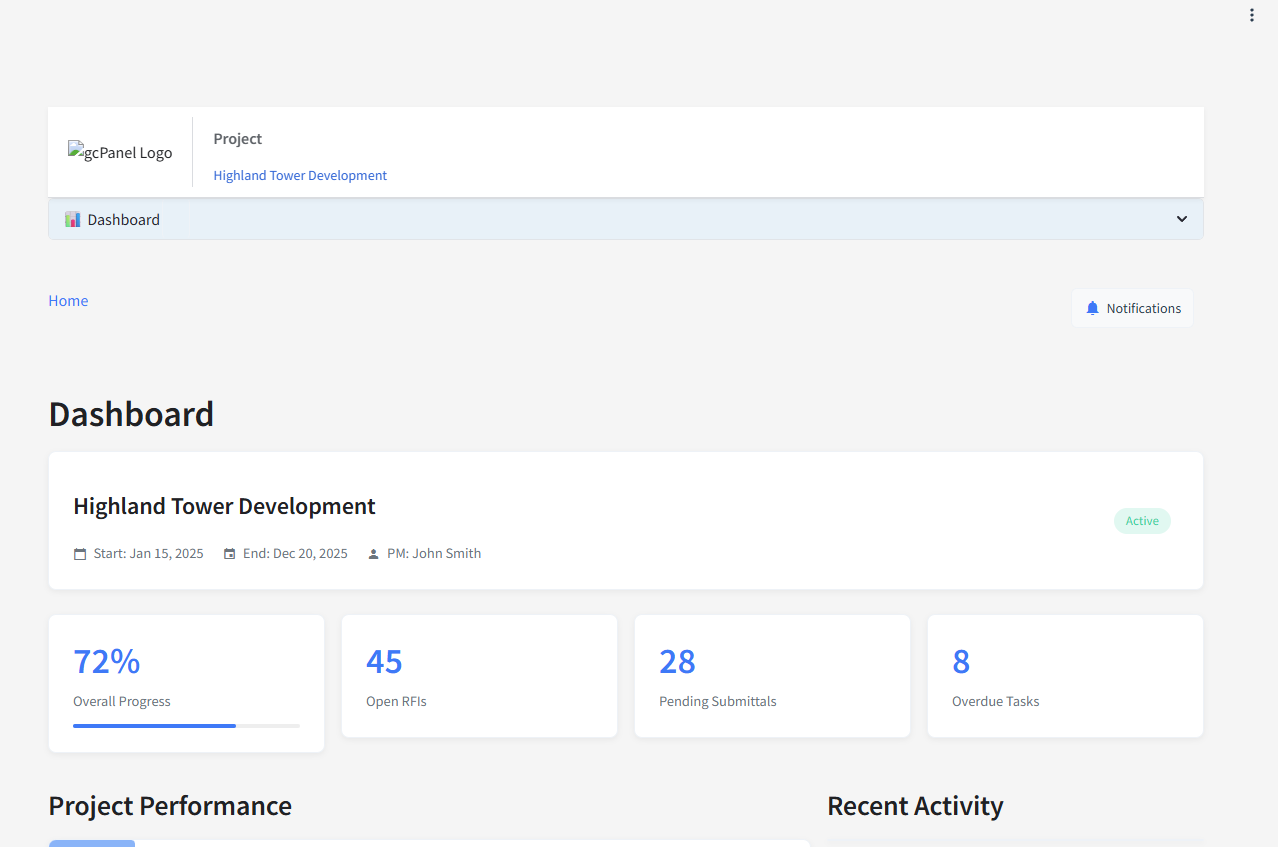 gcPanel Logo
Project
Highland Tower Development
Dashboard
Home
Notifications
Dashboard
Highland Tower Development
Active
Start: Jan 15, 2025 End: Dec 20, 2025 PM: John Smith
72% 45 28 8
Overall Progress Open RFIs Pending Submittals Overdue Tasks
Project Performance Recent Activity